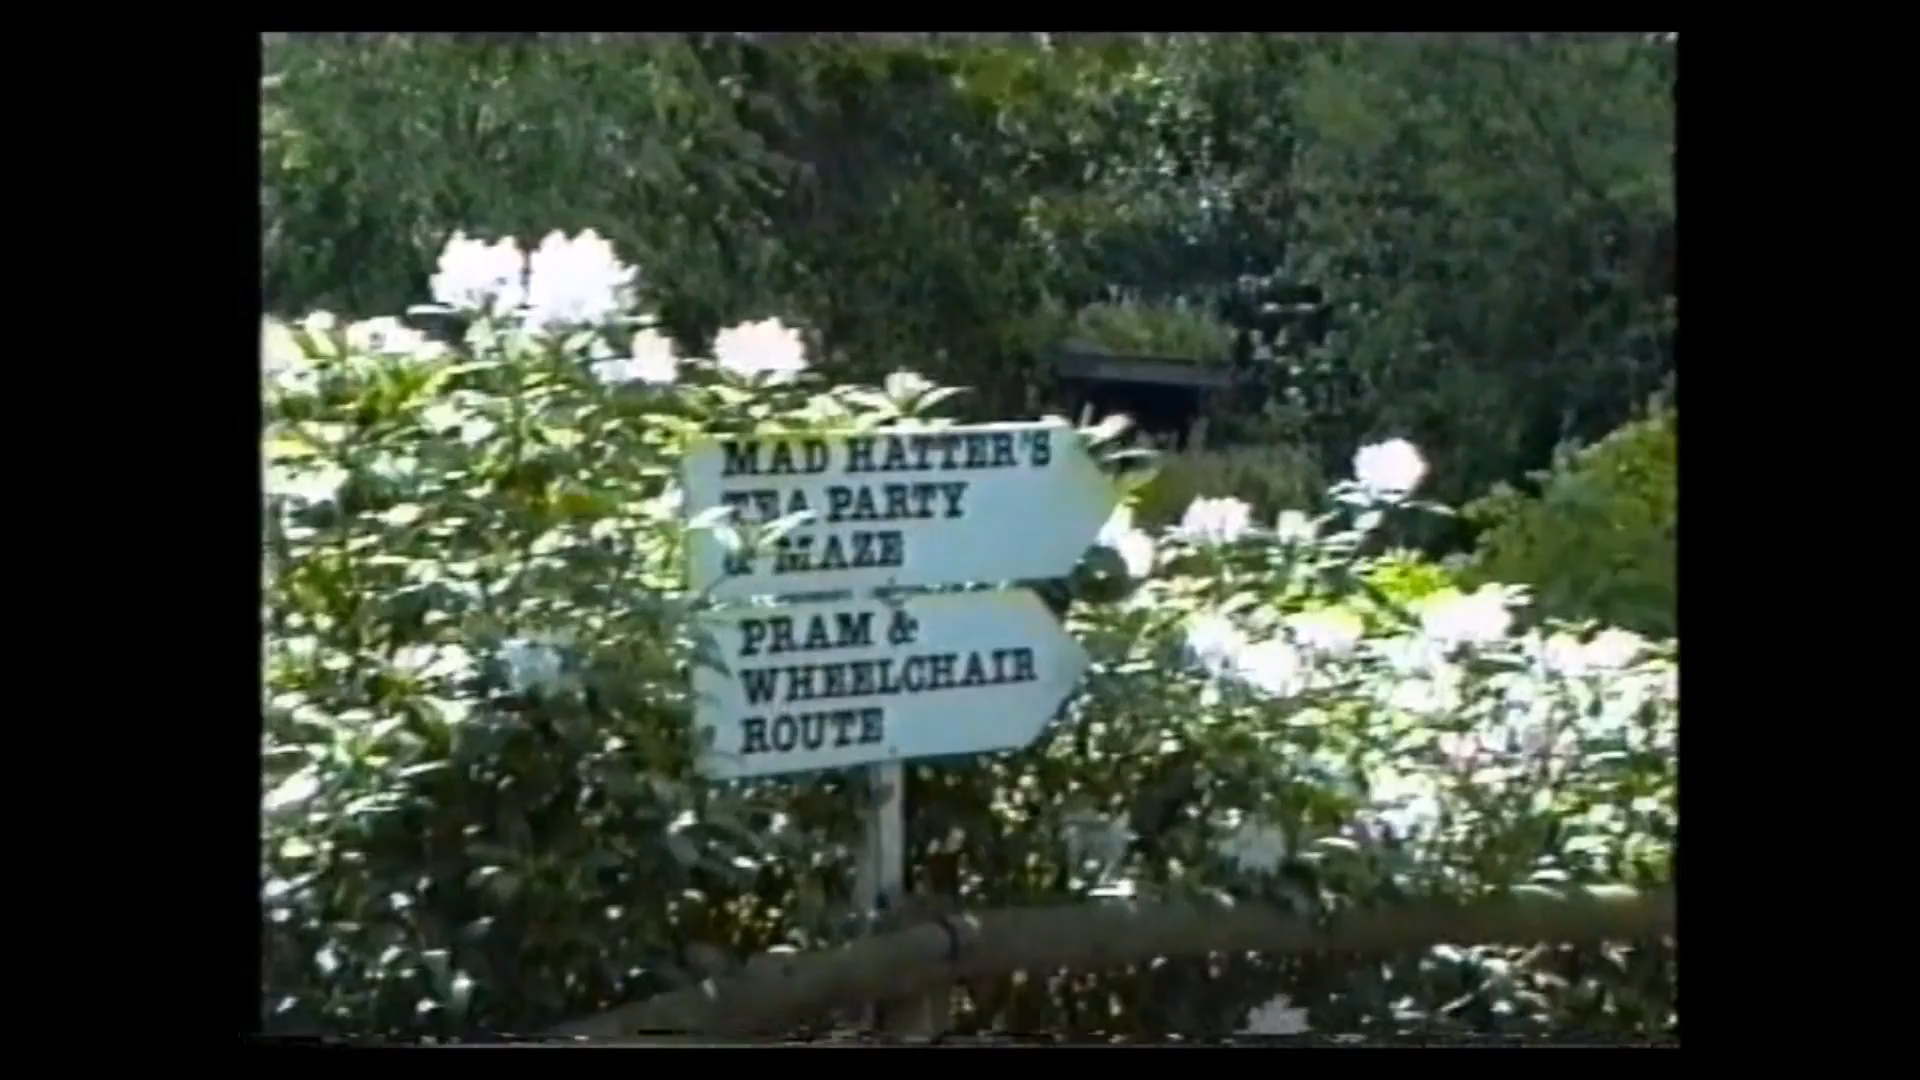 MAD HATTER'S
TEA PARTY
& MAZE
PRAM &
WHEELCHAIR
ROUTE